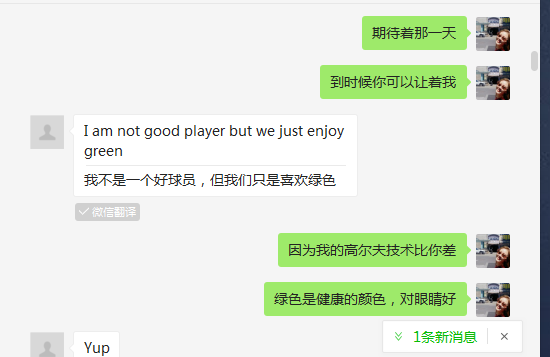 期待着那一天
到时候你可以让着我
I am not good player but we just enjoy
green
我不是一个好球员，但我们只是喜欢绿色
微信翻译
因为我的高尔夫技术比你差
绿色是健康的颜色，对眼睛好
1条新消息
Yup